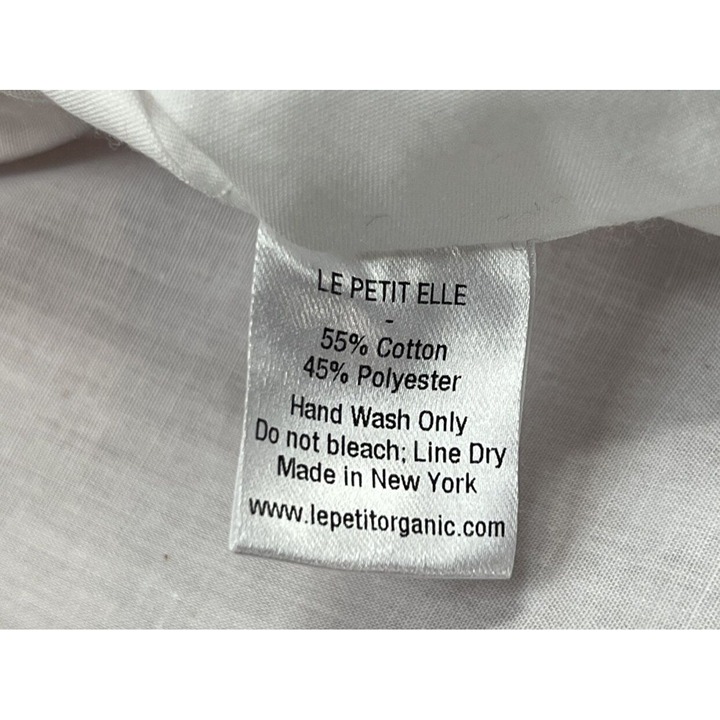 LE PETIT ELLE
-
55% Cotton
45% Polyester
Hand Wash Only
Do not bleach; Line Dry
Made in New York
www.lepetitorganic.com